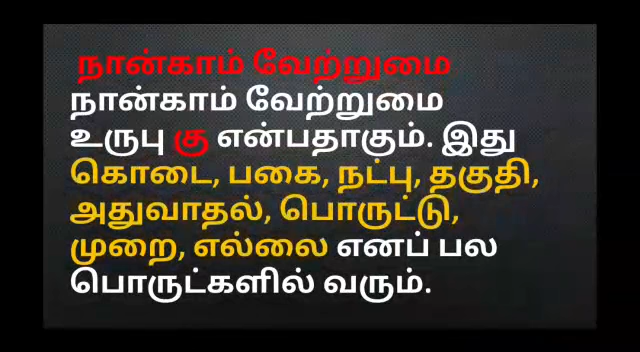 நான்காம் வேற்றுமை
நான்காம் வேற்றுமை
உருபு கு என்பதாகும். இது
கொடை, பகை, நட்பு, தகுதி,
அதுவாதல், பொருட்டு,
முறை, எல்லை எனப் பல
பொருட்களில் வரும்.